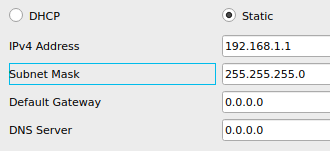 DHCP Static
IPv4 Address 192.168.1.1
Subnet Mask 255.255.255.0
Default Gateway 0.0.0.0
DNS Server 0.0.0.0